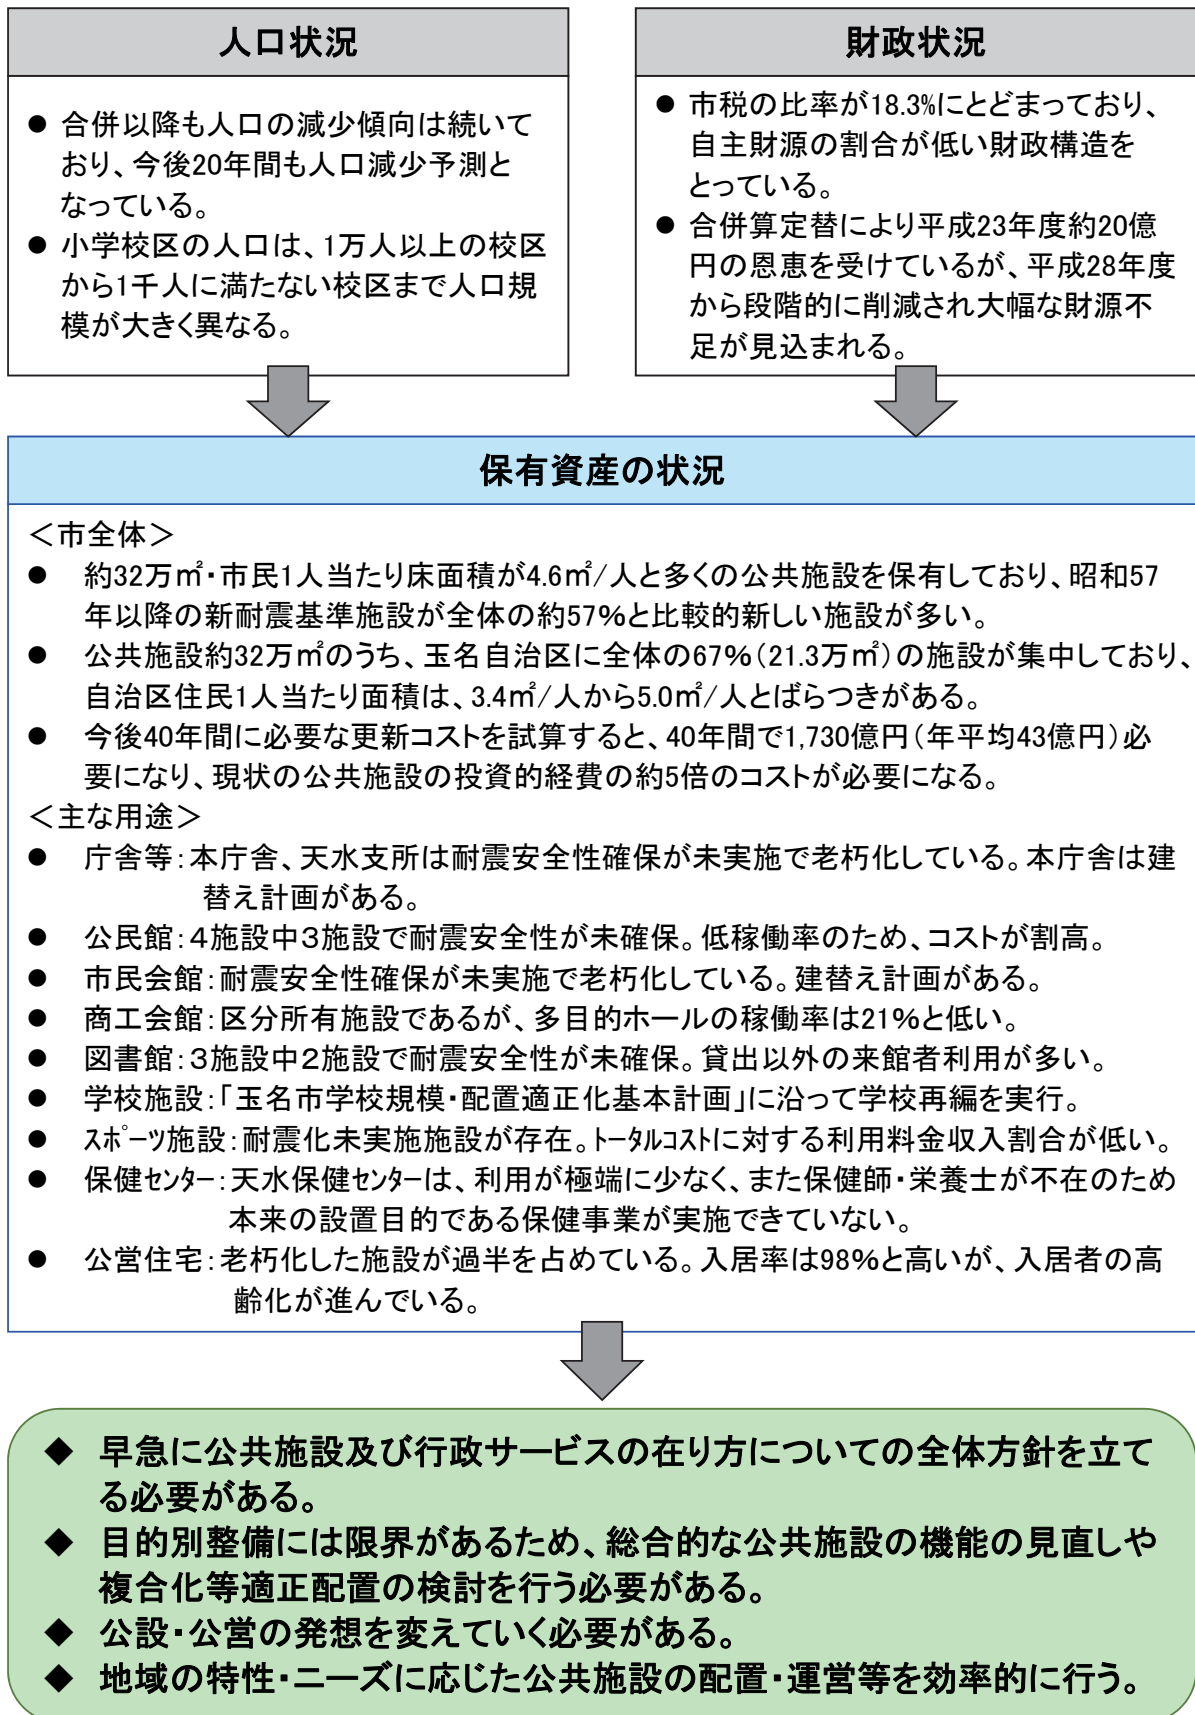 人口状況
● 合併以降も人口の減少傾向は続いて
おり、今後20年間も人口減少予測と
なっている。
● 小学校区の人口は、1万人以上の校区
から1千人に満たない校区まで人口規
模が大きく異なる。
財政状況
● 市税の比率が18.3%にとどまっており、
自主財源の割合が低い財政構造を
とっている。
● 合併算定替により平成23年度約20億
円の恩恵を受けているが、平成28年度
から段階的に削減され大幅な財源不
足が見込まれる。
保有資産の状況
＜市全体＞
● 約32万㎡・市民1人当たり床面積が4.6㎡/人と多くの公共施設を保有しており、昭和57
年以降の新耐震基準施設が全体の約57%と比較的新しい施設が多い。
● 公共施設約32万㎡のうち、玉名自治区に全体の67%（21.3万㎡）の施設が集中しており、
自治区住民1人当たり面積は、3.4㎡/人から5.0㎡/人とばらつきがある。
● 今後40年間に必要な更新コストを試算すると、40年間で1,730億円（年平均43億円）必
要になり、現状の公共施設の投資的経費の約5倍のコストが必要になる。
＜主な用途＞
● 庁舎等：本庁舎、天水支所は耐震安全性確保が未実施で老朽化している。本庁舎は建
替え計画がある。
● 公民館：４施設中３施設で耐震安全性が未確保。低稼働率のため、コストが割高。
● 市民会館：耐震安全性確保が未実施で老朽化している。建替え計画がある。
● 商工会館：区分所有施設であるが、多目的ホールの稼働率は21%と低い。
● 図書館：３施設中２施設で耐震安全性が未確保。貸出以外の来館者利用が多い。
● 学校施設：「玉名市学校規模・配置適正化基本計画」に沿って学校再編を実行。
● ｽﾎﾟｰﾂ施設：耐震化未実施施設が存在。ﾄｰﾀﾙｺｽﾄに対する利用料金収入割合が低い。
● 保健ｾﾝﾀｰ：天水保健ｾﾝﾀｰは、利用が極端に少なく、また保健師・栄養士が不在のため
本来の設置目的である保健事業が実施できていない。
● 公営住宅：老朽化した施設が過半を占めている。入居率は98%と高いが、入居者の高
齢化が進んでいる。
◆ 早急に公共施設及び行政サービスの在り方についての全体方針を立て
る必要がある。
◆ 目的別整備には限界があるため、総合的な公共施設の機能の見直しや
複合化等適正配置の検討を行う必要がある。
◆ 公設・公営の発想を変えていく必要がある。
◆ 地域の特性・ニーズに応じた公共施設の配置・運営等を効率的に行う。